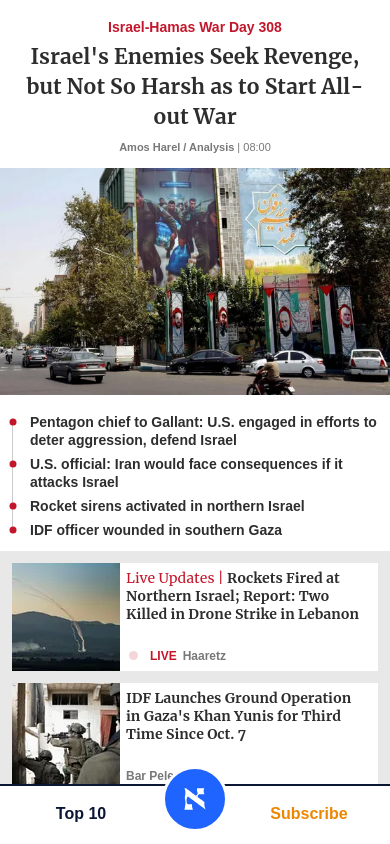 Israel-Hamas War Day 308
Israel's Enemies Seek Revenge,
but Not So Harsh as to Start All-
out War
Amos Harel / Analysis | 08:00
Pentagon chief to Gallant: U.S. engaged in efforts to
deter aggression, defend Israel
U.S. official: Iran would face consequences if it
attacks Israel
Rocket sirens activated in northern Israel
IDF officer wounded in southern Gaza
Live Updates | Rockets Fired at
Northern Israel; Report: Two
Killed in Drone Strike in Lebanon
LIVE Haaretz
IDF Launches Ground Operation
in Gaza's Khan Yunis for Third
Time Since Oct. 7
Bar Pele
Top 10
Subscribe